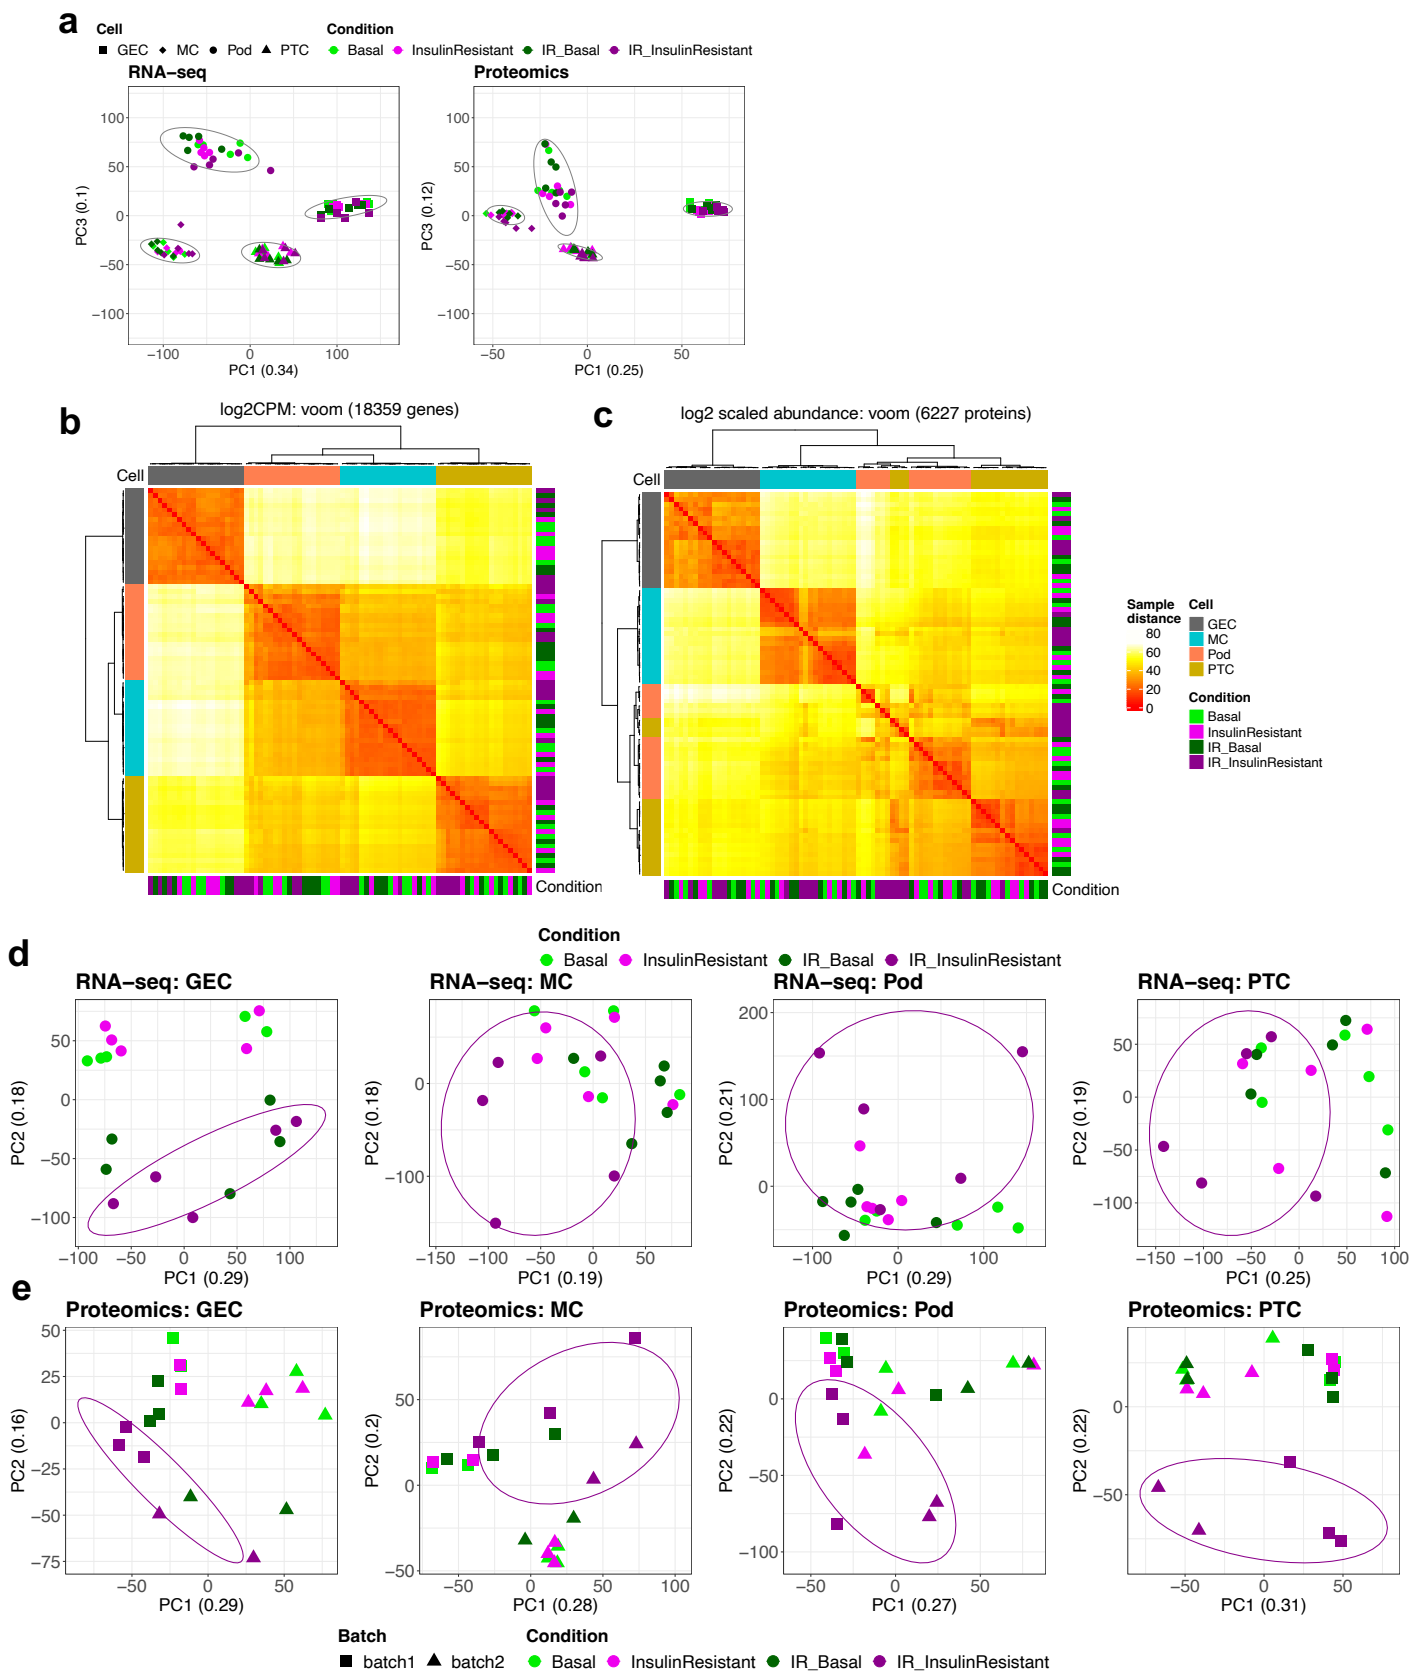 a
Cell
Condition
GEC MC Pod PTC
Basal InsulinResistant IR_Basal IR_InsulinResistant
RNA−seq
Proteomics
PC3 (0.1)
100
50
0
−50
−100
−100 0 100
PC1 (0.34)
PC3 (0.12)
100
50
0
−50
−100
−50 0 50
PC1 (0.25)
b
log2CPM: voom (18359 genes)
Cell
Condition
c
log2 scaled abundance: voom (6227 proteins)
Cell
Condition
Sample
distance
80
60
40
20
0
Cell
GEC
MC
Pod
PTC
Condition
Basal
InsulinResistant
IR_Basal
IR_InsulinResistant
d
Condition
Basal InsulinResistant IR_Basal IR_InsulinResistant
RNA−seq: GEC
PC2 (0.18)
50
0
−50
−100
−100 −50 0 50 100
PC1 (0.29)
RNA−seq: MC
PC2 (0.18)
0
−100
−150 −100 −50 0 50
PC1 (0.19)
RNA−seq: Pod
PC2 (0.21)
200
100
0
−100 0 100
PC1 (0.29)
RNA−seq: PTC
PC2 (0.19)
50
0
−50
−100
−150 −100 −50 0 50 100
PC1 (0.25)
e
Proteomics: GEC
PC2 (0.16)
50
25
0
−25
−50
−75
−50 0 50
PC1 (0.29)
Proteomics: MC
PC2 (0.2)
50
0
−50
−50 0 50 100
PC1 (0.28)
Proteomics: Pod
PC2 (0.22)
0
−50
−100
−50 0 50
PC1 (0.27)
Proteomics: PTC
PC2 (0.22)
0
−50
−50 0 50
PC1 (0.31)
Batch
Condition
batch1 batch2
Basal InsulinResistant IR_Basal IR_InsulinResistant